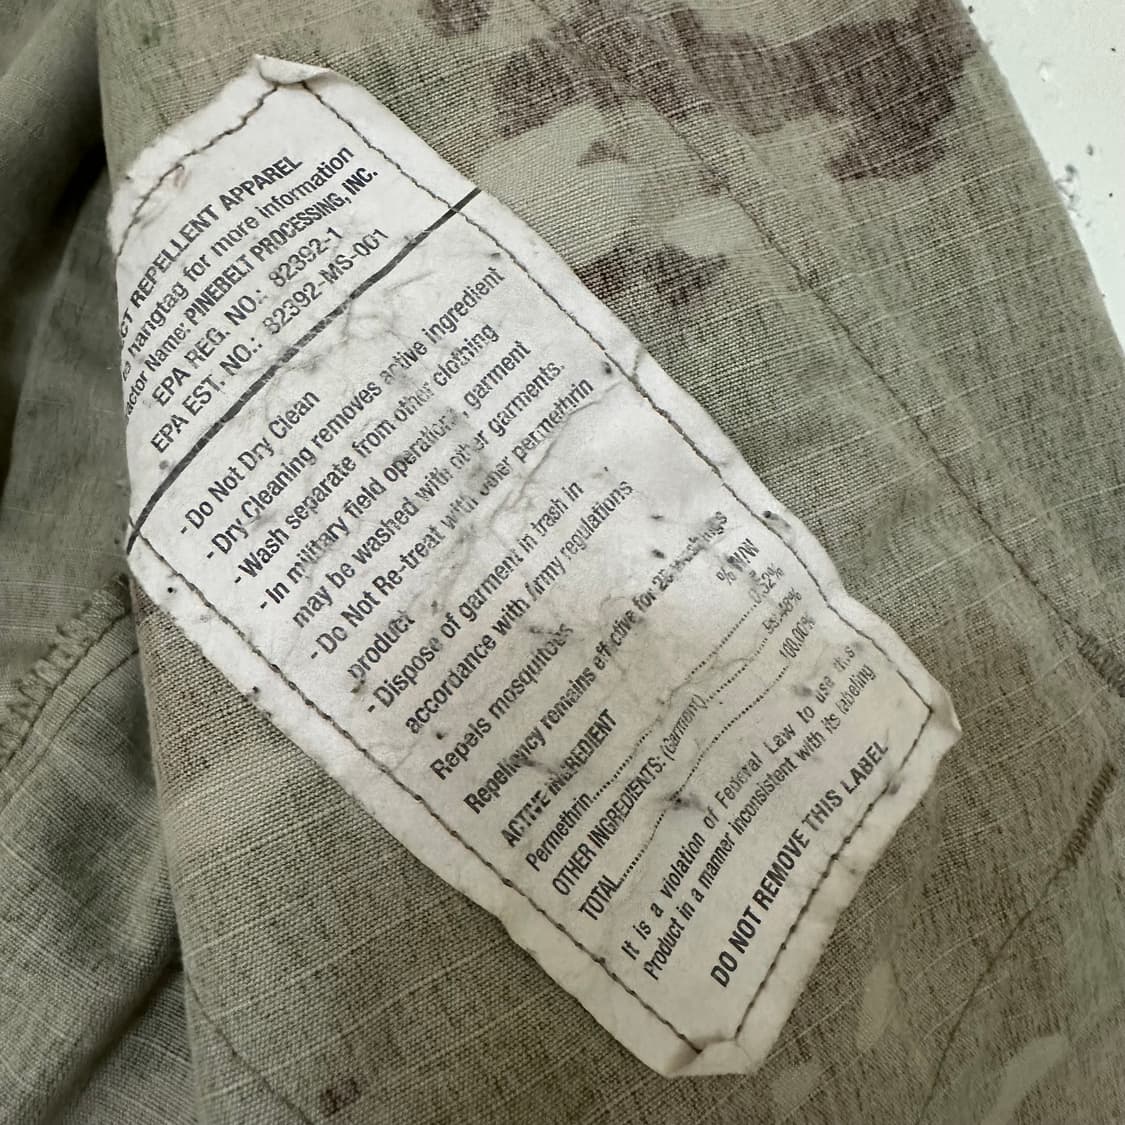 REPELLENT APPAREL
hangtag for more information
Name: PINEBELT PROCESSING, INC.
EPA REG. NO.: 82392-1
EPA EST. NO.: 82392-MS-001
- Do Not Dry Clean
- Dry Cleaning removes active ingredient
- Wash separate from other clothing
- In military field operations, garment
may be washed with other garments.
- Do Not Re-treat with other permethrin
product
- Dispose of garment in trash in
accordance with Army regulations
Repels mosquitoes
Repellency remains effective for washings
ACTIVE INGREDIENT % W/W
Permethrin
OTHER INGREDIENTS: (Garment)
TOTAL
It is a violation of Federal Law to use this
Product in a manner inconsistent with its labeling
DO NOT REMOVE THIS LABEL